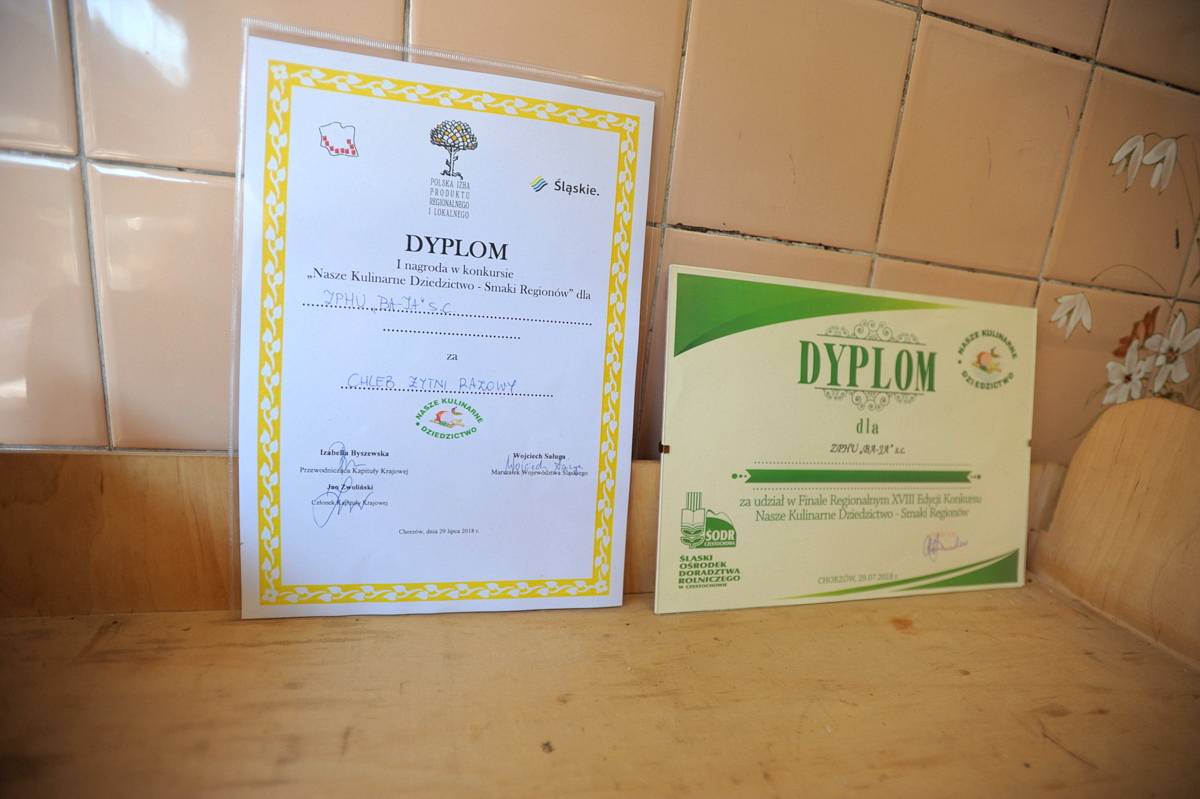 POLSKA IZBA
PRODUKTU
REGIONALNEGO
I LOKALNEGO
Śląskie.
DYPLOM
I nagroda w konkursie
„Nasze Kulinarne Dziedzictwo - Smaki Regionów" dla
ZPHU „BA-JA" s.c.
za
CHLEB ŻYTNI RAZOWY
NASZE KULINARNE
DZIEDZICTWO
Izabella Byszewska
Przewodnicząca Kapituły Krajowej
Jan Zwoliński
Członek Kapituły Krajowej
Wojciech Saługa
Marszałek Województwa Śląskiego
Chorzów, dnia 29 lipca 2018 r.
DYPLOM
NASZE KULINARNE
DZIEDZICTWO
dla
ZPHU „BA-JA" s.c.
za udział w Finale Regionalnym XVIII Edycji Konkursu
Nasze Kulinarne Dziedzictwo - Smaki Regionów
ŚODR
CZĘSTOCHOWA
ŚLĄSKI
OŚRODEK
DORADZTWA
ROLNICZEGO
W CZĘSTOCHOWIE
CHORZÓW, 29.07.2018 r.